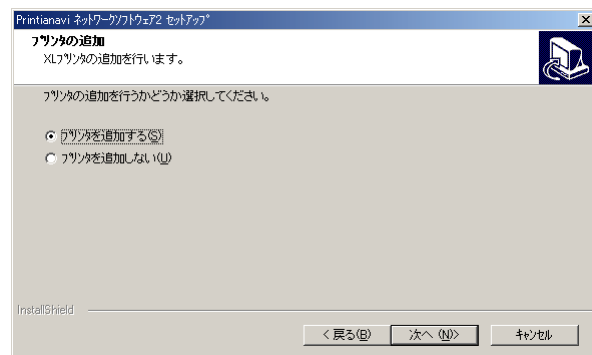 Printianavi ﾈｯﾄﾜｰｸｿﾌﾄｳｪｱ2 ｾｯﾄｱｯﾌﾟ
ﾌﾟﾘﾝﾀの追加
XLﾌﾟﾘﾝﾀの追加を行います。
ﾌﾟﾘﾝﾀの追加を行うかどうか選択してください。
ﾌﾟﾘﾝﾀを追加する(S)
ﾌﾟﾘﾝﾀを追加しない(U)
InstallShield
< 戻る(B)
次へ (N)>
ｷｬﾝｾﾙ